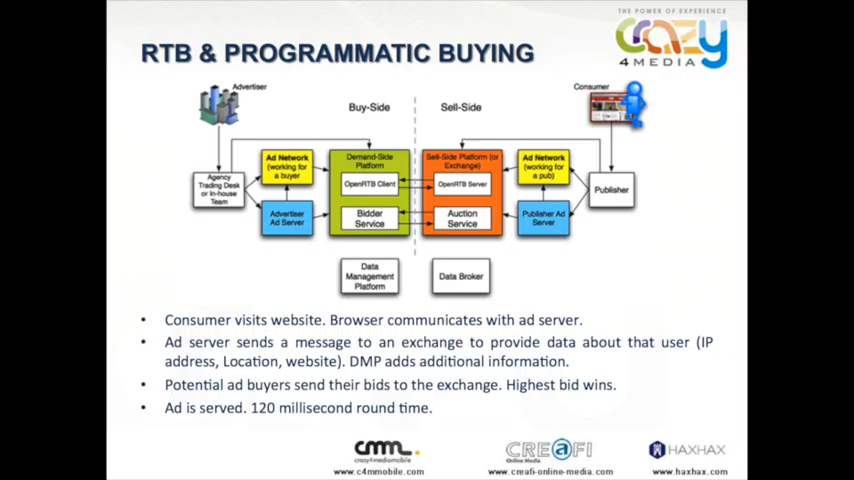 THE POWER OF EXPERIENCE
crazy
4 MEDIA
RTB & PROGRAMMATIC BUYING
Advertiser
Consumer
Buy-Side
Sell-Side
Ad Network
(working for
a buyer)
Demand-Side
Platform
Sell-Side Platform (or
Exchange)
Ad Network
(working for
a pub)
Agency
Trading Desk
or In-house
Team
OpenRTB Client
OpenRTB Server
Publisher
Advertiser
Ad Server
Bidder
Service
Auction
Service
Publisher Ad
Server
Data
Management
Platform
Data Broker
• Consumer visits website. Browser communicates with ad server.
• Ad server sends a message to an exchange to provide data about that user (IP
address, Location, website). DMP adds additional information.
• Potential ad buyers send their bids to the exchange. Highest bid wins.
• Ad is served. 120 millisecond round time.
cmm.
crazy4mediamobile
www.c4mmobile.com
CREAFI
Online Media
www.creafi-online-media.com
HAXHAX
www.haxhax.com